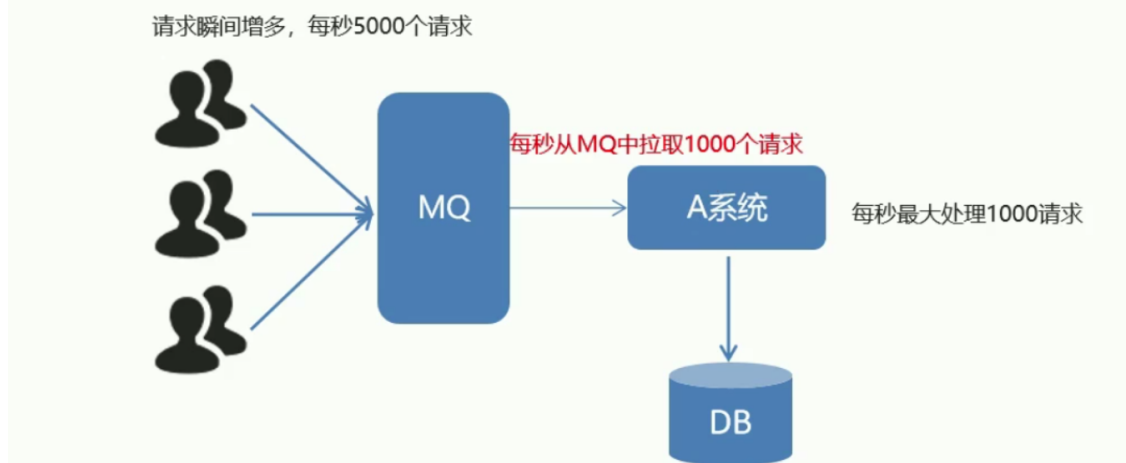 请求瞬间增多，每秒5000个请求
每秒从MQ中拉取1000个请求
MQ
A系统
每秒最大处理1000请求
DB